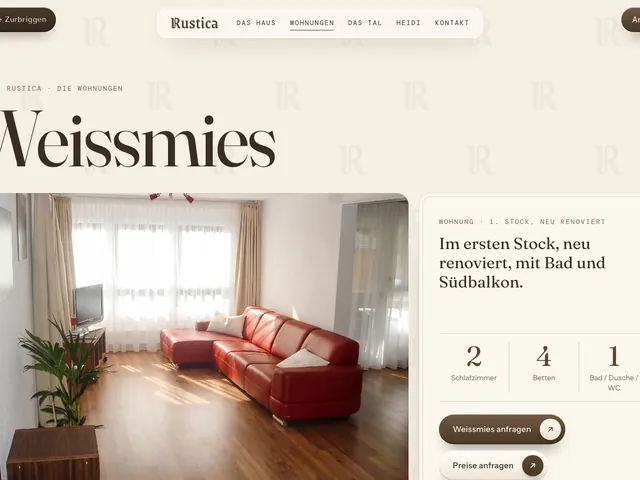 e Zurbriggen
Rustica
DAS HAUS
WOHNUNGEN
DAS TAL
HEIDI
KONTAKT
RUSTICA · DIE WOHNUNGEN
Weissmies
WOHNUNG · 1. STOCK, NEU RENOVIERT
Im ersten Stock, neu
renoviert, mit Bad und
Südbalkon.
2
Schlafzimmer
4
Betten
1
Bad / Dusche /
WC
Weissmies anfragen
Preise anfragen